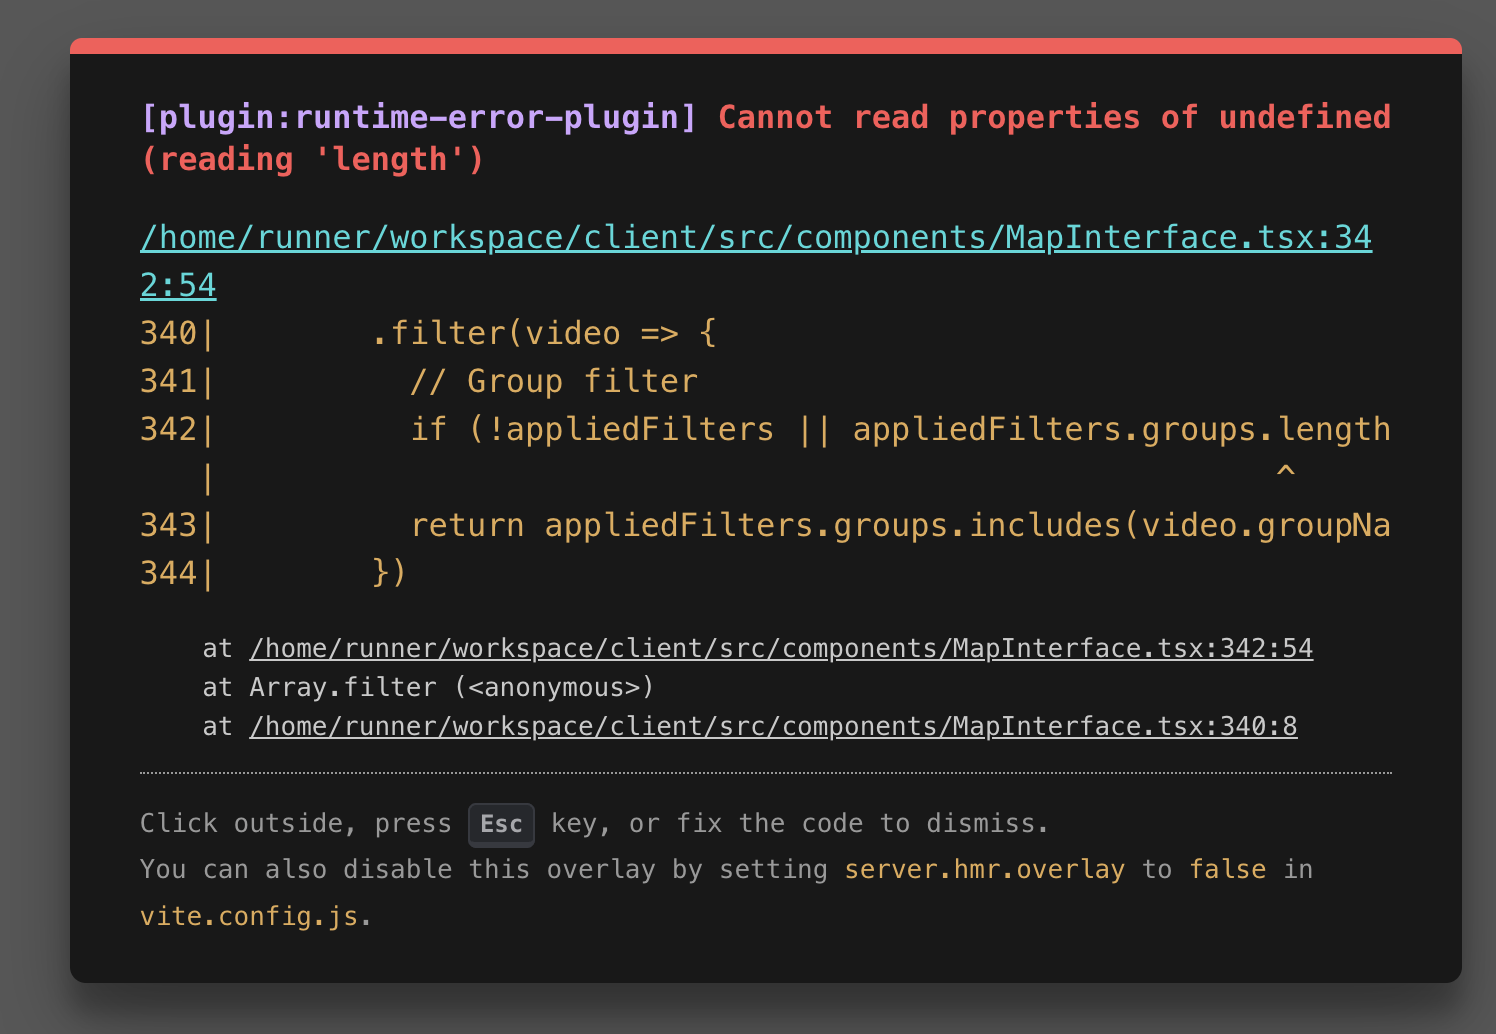 [plugin:runtime-error-plugin] Cannot read properties of undefined
(reading 'length')
/home/runner/workspace/client/src/components/MapInterface.tsx:34
2:54
340|        .filter(video => {
341|          // Group filter
342|          if (!appliedFilters || appliedFilters.groups.length
   |                                                       ^
343|          return appliedFilters.groups.includes(video.groupNa
344|        })
at /home/runner/workspace/client/src/components/MapInterface.tsx:342:54
at Array.filter (<anonymous>)
at /home/runner/workspace/client/src/components/MapInterface.tsx:340:8
Click outside, press Esc key, or fix the code to dismiss.
You can also disable this overlay by setting server.hmr.overlay to false in
vite.config.js.